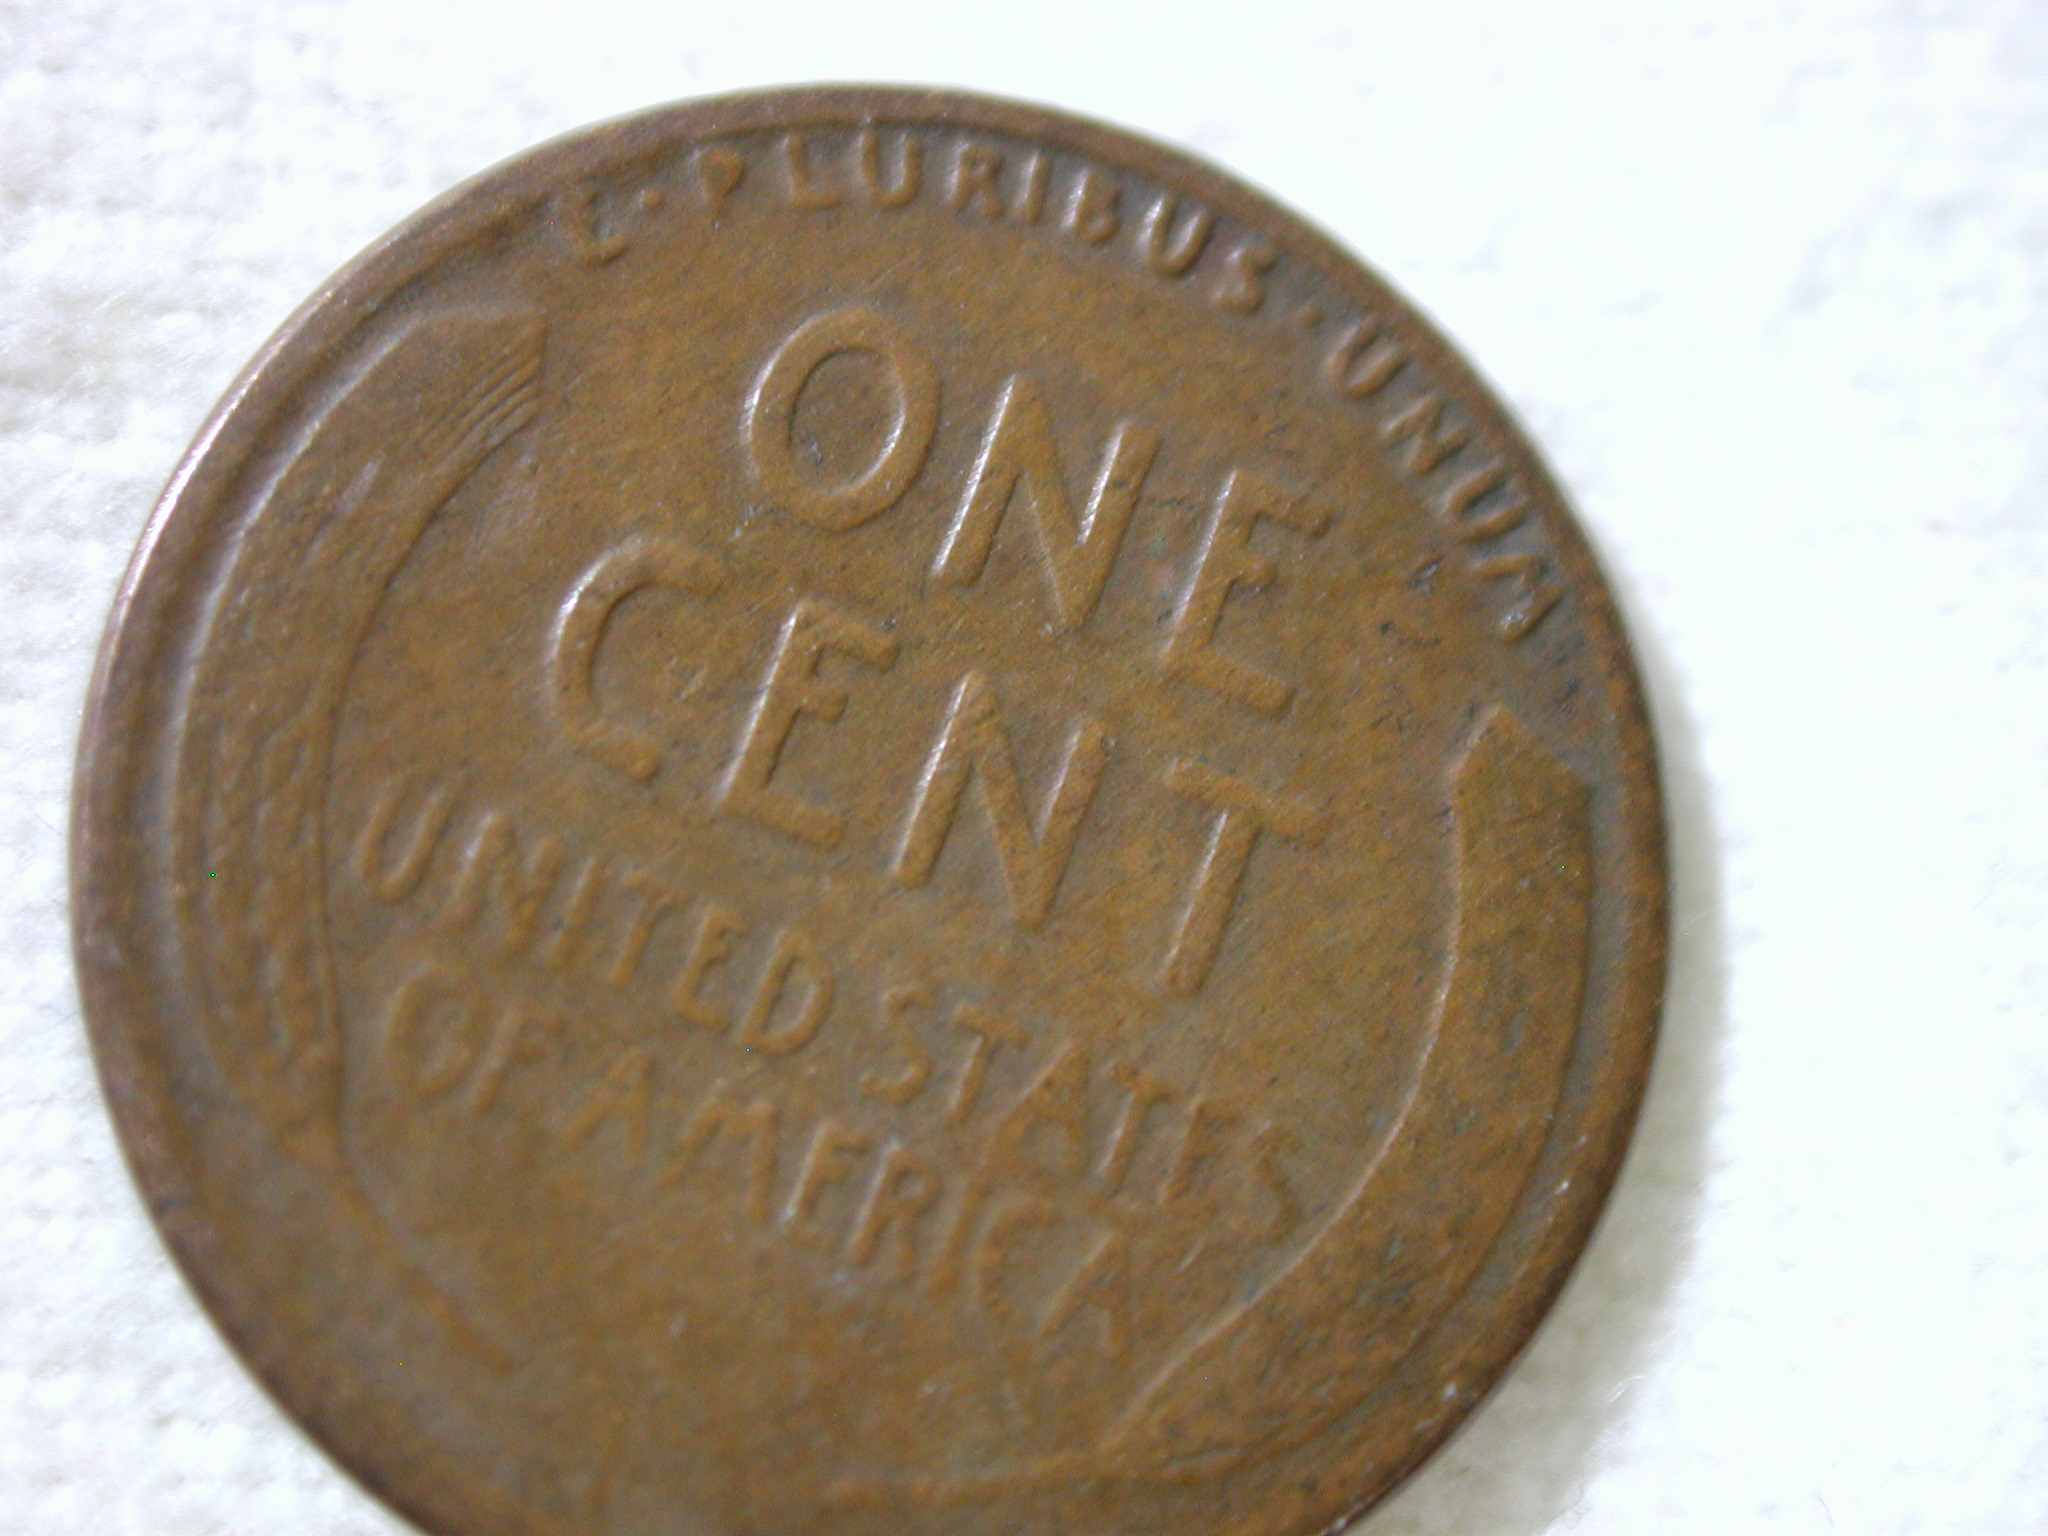 E·PLURIBUS·UNUM
ONE
CENT
UNITED STATES
OF AMERICA